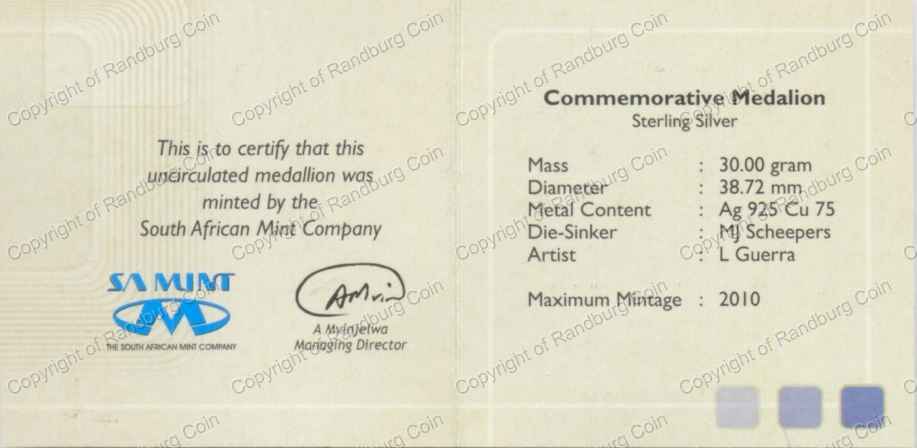 This is to certify that this
uncirculated medallion was
minted by the
South African Mint Company
SA MINT
THE SOUTH AFRICAN MINT COMPANY
A Mvinjelwa
Managing Director
Commemorative Medalion
Sterling Silver
Mass : 30.00 gram
Diameter : 38.72 mm
Metal Content : Ag 925 Cu 75
Die-Sinker : MJ Scheepers
Artist : L Guerra
Maximum Mintage : 2010
Copyright of Randburg Coin